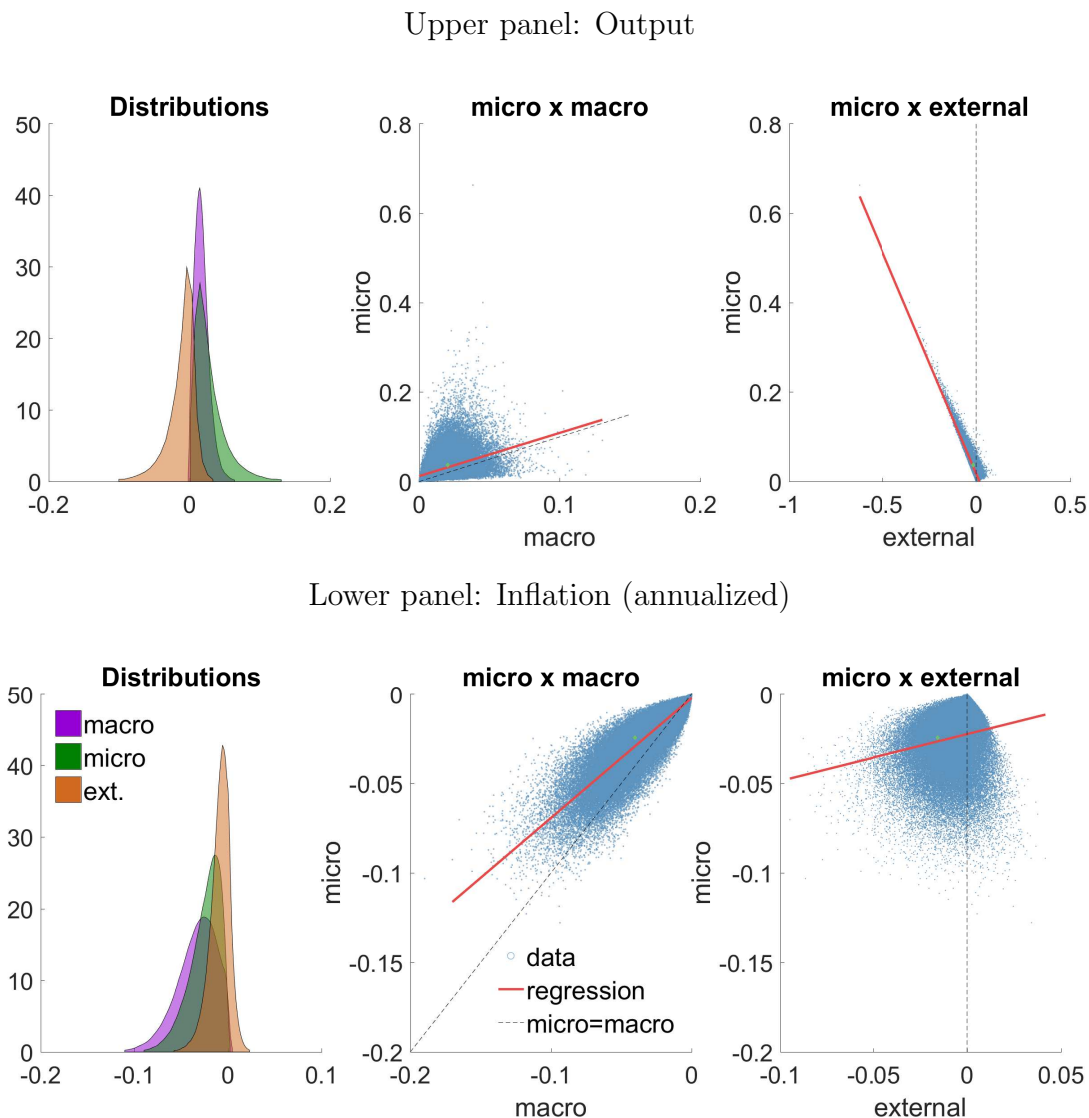 Upper panel: Output
Distributions
50
40
30
20
10
0
-0.2
0
0.2
micro x macro
0.8
0.6
0.4
0.2
0
micro
0
0.1
0.2
macro
micro x external
0.8
0.6
0.4
0.2
0
micro
-1
-0.5
0
0.5
external
Lower panel: Inflation (annualized)
Distributions
50
40
30
20
10
0
macro
micro
ext.
-0.2
-0.1
0
0.1
micro x macro
0
-0.05
-0.1
-0.15
-0.2
micro
data
regression
micro=macro
-0.2
-0.1
0
macro
micro x external
0
-0.05
-0.1
-0.15
-0.2
micro
-0.1
-0.05
0
0.05
external